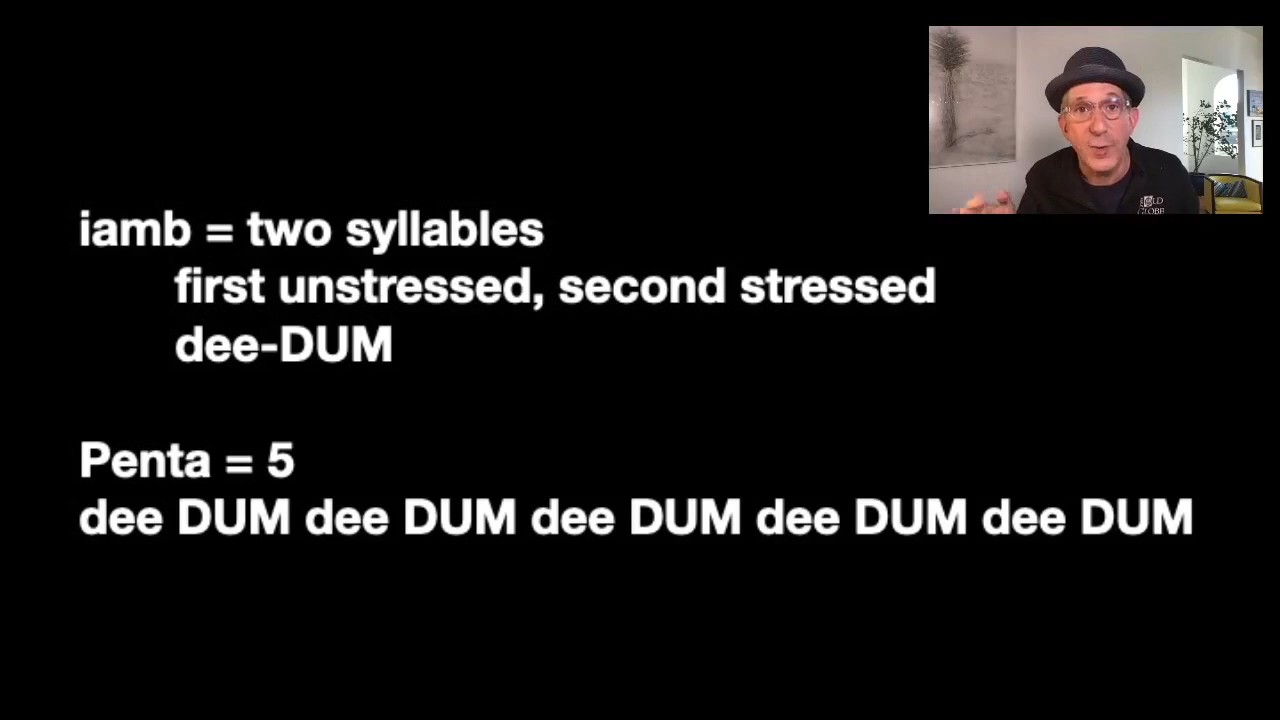 iamb = two syllables
first unstressed, second stressed
dee-DUM
Penta = 5
dee DUM dee DUM dee DUM dee DUM dee DUM
GLOBE